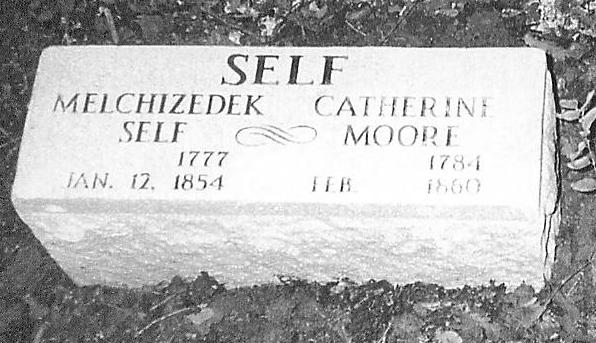 SELF
MELCHIZEDEK CATHERINE
SELF MOORE
1777 1784
JAN. 12, 1854 FEB. 1860